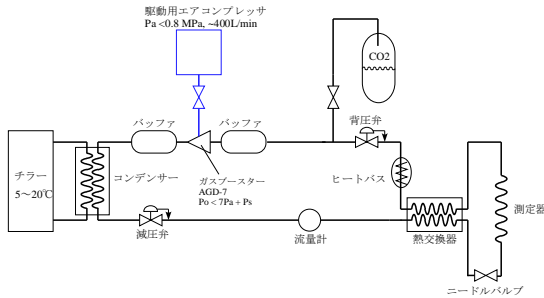 駆動用エアコンプレッサ
Pa <0.8 MPa, ~400L/min
CO2
バッファ
バッファ
背圧弁
チラー
5～20℃
コンデンサー
ガスブースター
AGD-7
Po < 7Pa + Ps
ヒートバス
測定器
減圧弁
流量計
熱交換器
ニードルバルブ